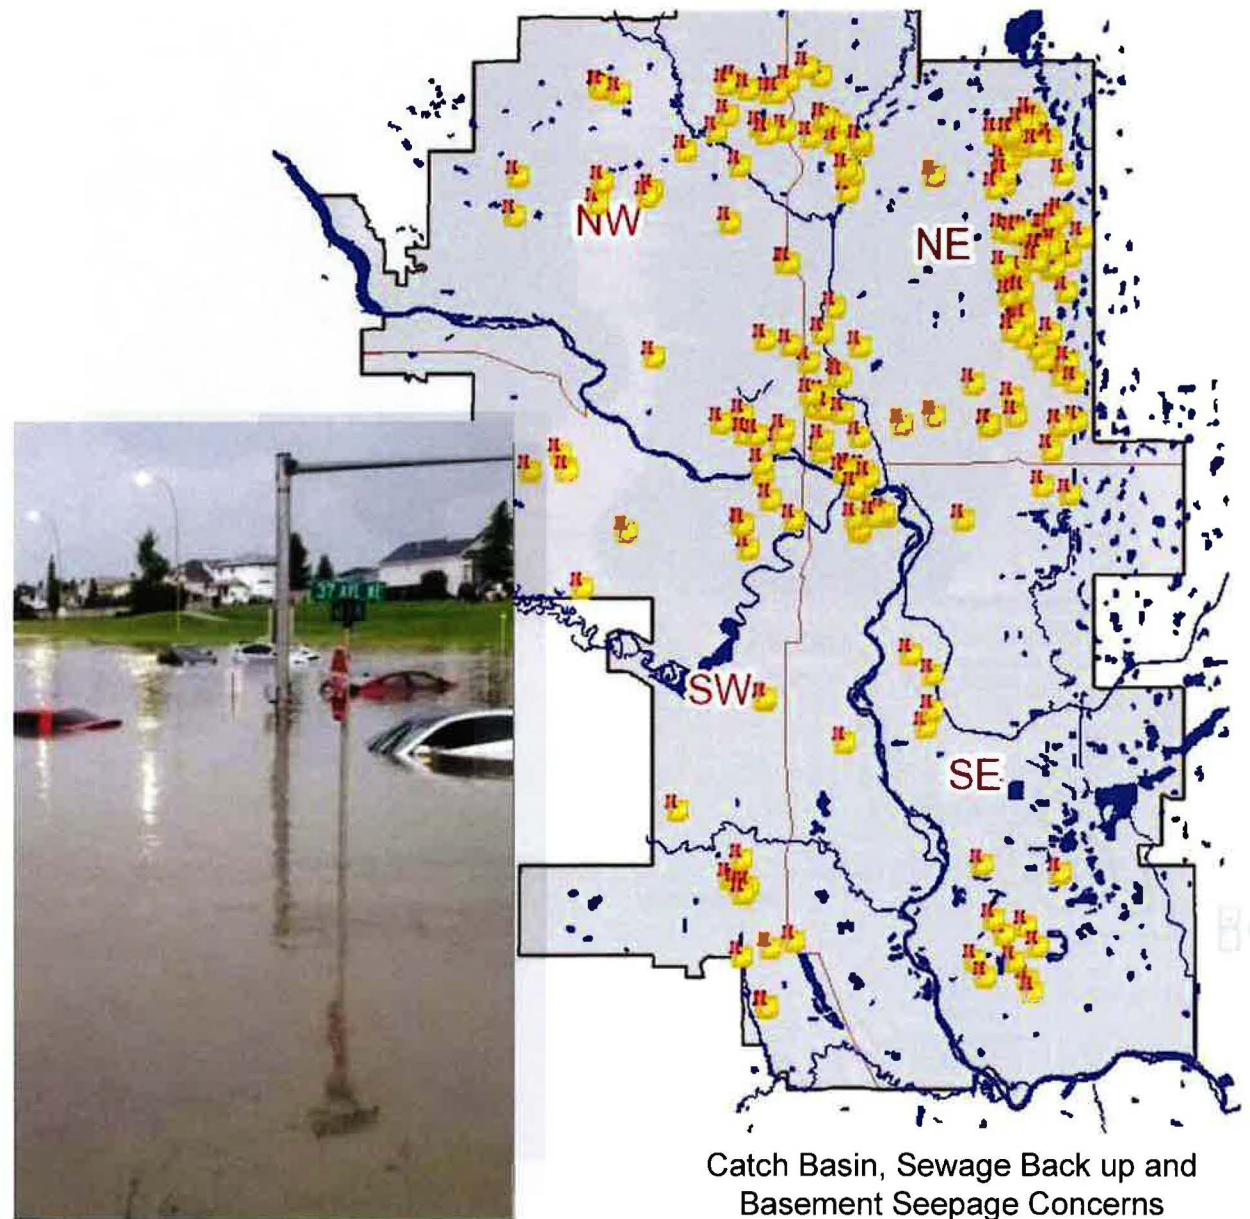 NW
NE
37 AVE NE
SW
SE
Catch Basin, Sewage Back up and
Basement Seepage Concerns